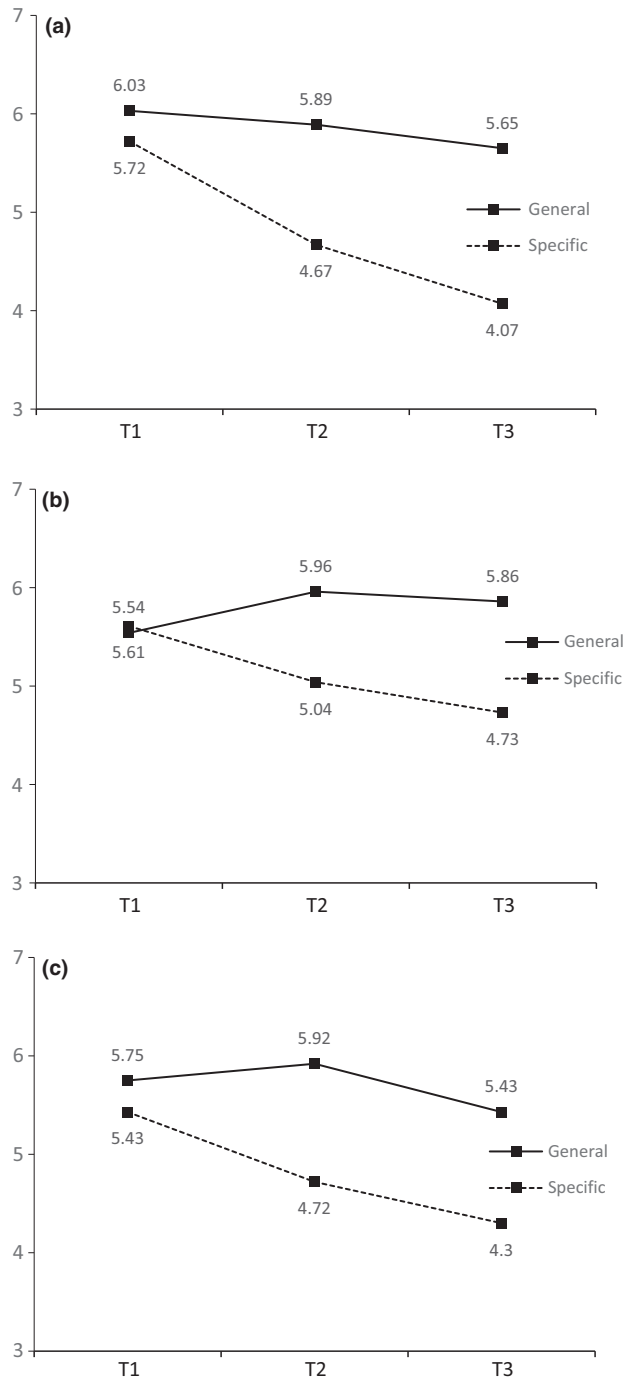 7
(a)
6.03
5.89
6
5.65
5.72
General
5
Specific
4.67
4
4.07
3
T1 T2 T3
7
(b)
5.96
5.86
6
5.54
General
5.61
Specific
5
5.04
4.73
4
3
T1 T2 T3
7
(c)
5.92
6
5.75
5.43
5.43
General
5
Specific
4.72
4
4.3
3
T1 T2 T3